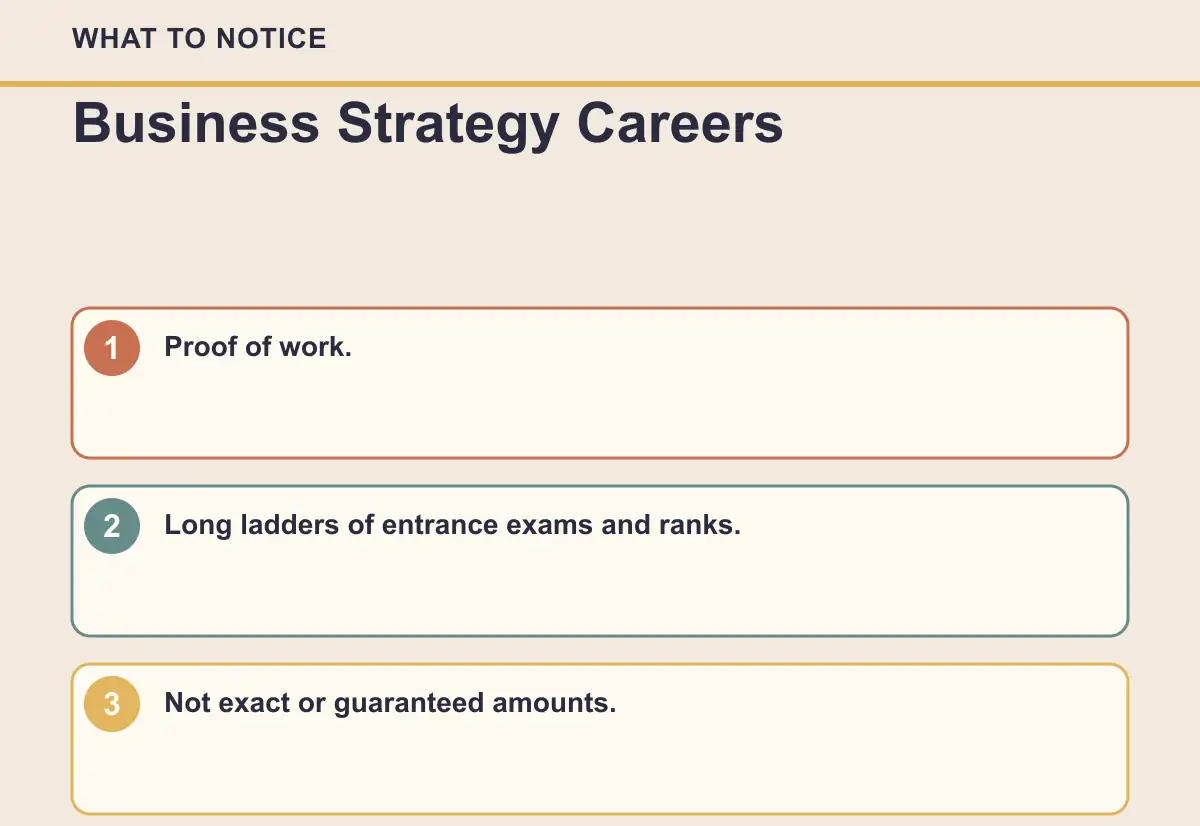 WHAT TO NOTICE
Business Strategy Careers
1 Proof of work.
2 Long ladders of entrance exams and ranks.
3 Not exact or guaranteed amounts.